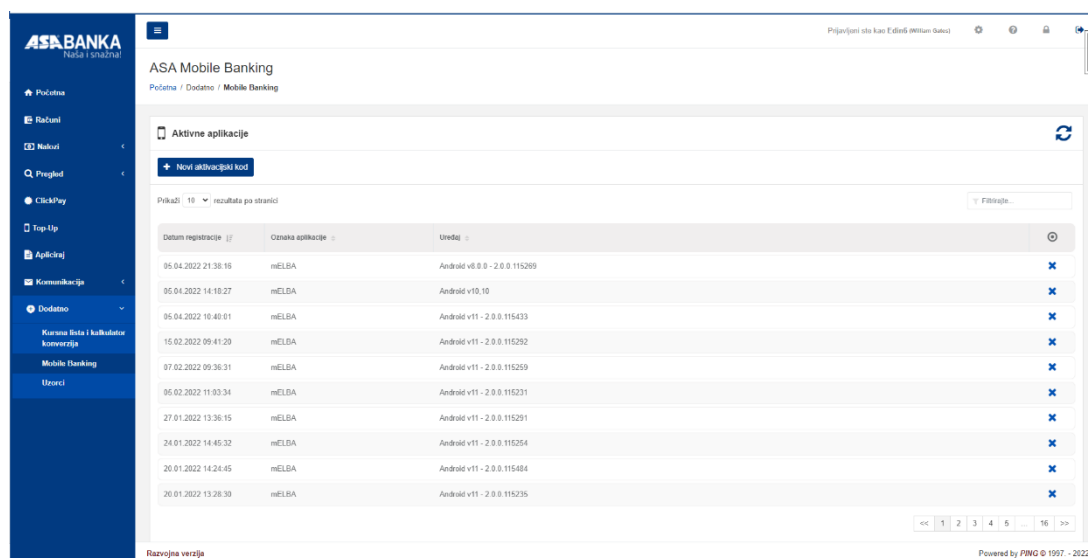 ASA BANKA
Naša i snažna!
Početna
Računi
Nalozi
Pregled
ClickPay
Top-Up
Apliciraj
Komunikacija
Dodatno
Kursna lista i kalkulator
konverzija
Mobile Banking
Uzorci
Prijavljeni ste kao Edin6 (William Gates)
ASA Mobile Banking
Početna / Dodatno / Mobile Banking
Aktivne aplikacije
+ Novi aktivacijski kod
Prikaži 10 rezultata po stranici
Filtrirajte...
Datum registracije Oznaka aplikacije Uređaj
05.04.2022 21:38:16 mELBA Android v8.0.0 - 2.0.0.115269
05.04.2022 14:18:27 mELBA Android v10,10
05.04.2022 10:40:01 mELBA Android v11 - 2.0.0.115433
15.02.2022 09:41:20 mELBA Android v11 - 2.0.0.115292
07.02.2022 09:36:31 mELBA Android v11 - 2.0.0.115259
05.02.2022 11:03:34 mELBA Android v11 - 2.0.0.115231
27.01.2022 13:36:15 mELBA Android v11 - 2.0.0.115291
24.01.2022 14:45:32 mELBA Android v11 - 2.0.0.115254
20.01.2022 14:24:45 mELBA Android v11 - 2.0.0.115484
20.01.2022 13:28:30 mELBA Android v11 - 2.0.0.115235
<< 1 2 3 4 5 ... 16 >>
Razvojna verzija
Powered by PING © 1997. - 2022